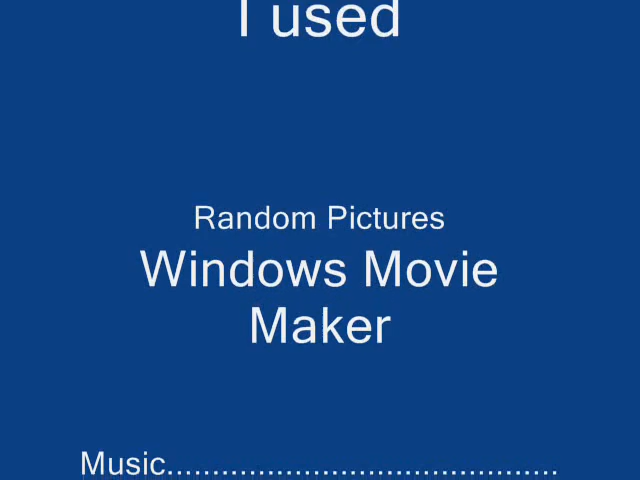 I used
Random Pictures
Windows Movie
Maker
Music...........................................